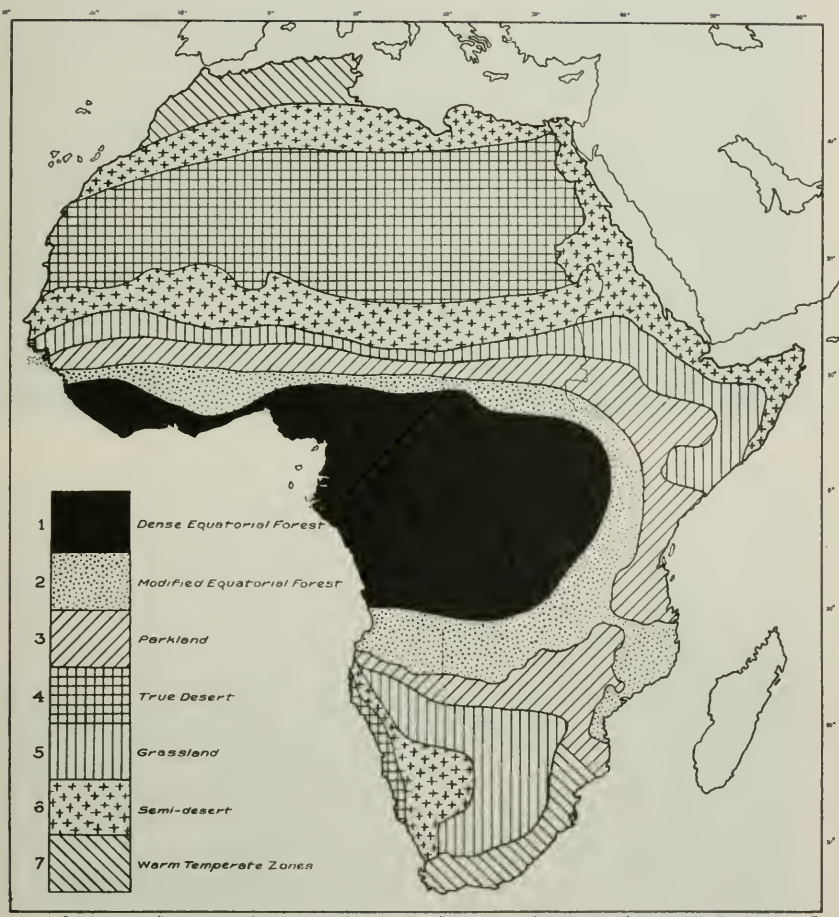 1 Dense Equatorial Forest
2 Modified Equatorial Forest
3 Parkland
4 True Desert
5 Grassland
6 Semi-desert
7 Warm Temperate Zones